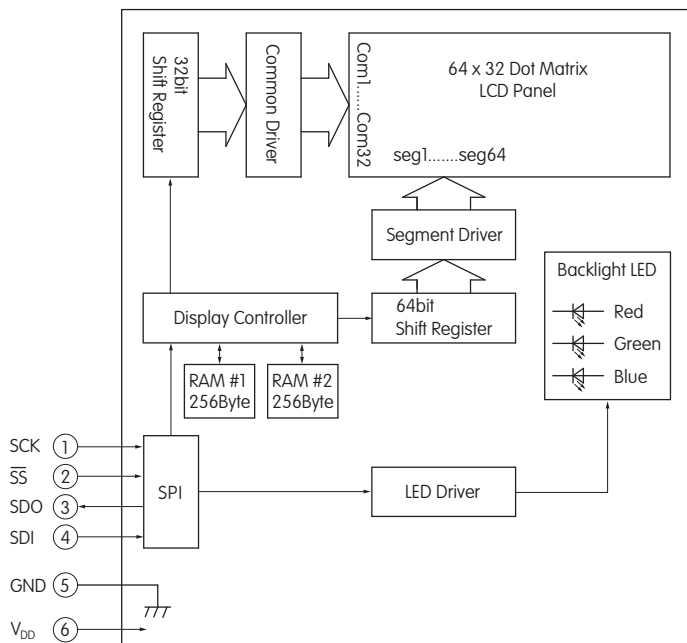 32bit
Shift Register
Common Driver
Com1......Com32
64 x 32 Dot Matrix
LCD Panel
seg1.......seg64
Segment Driver
Backlight LED
Red
Green
Blue
Display Controller
64bit
Shift Register
RAM #1
256Byte
RAM #2
256Byte
SCK 1
S̅S̅ 2
SDO 3
SDI 4
SPI
LED Driver
GND 5
V_DD 6